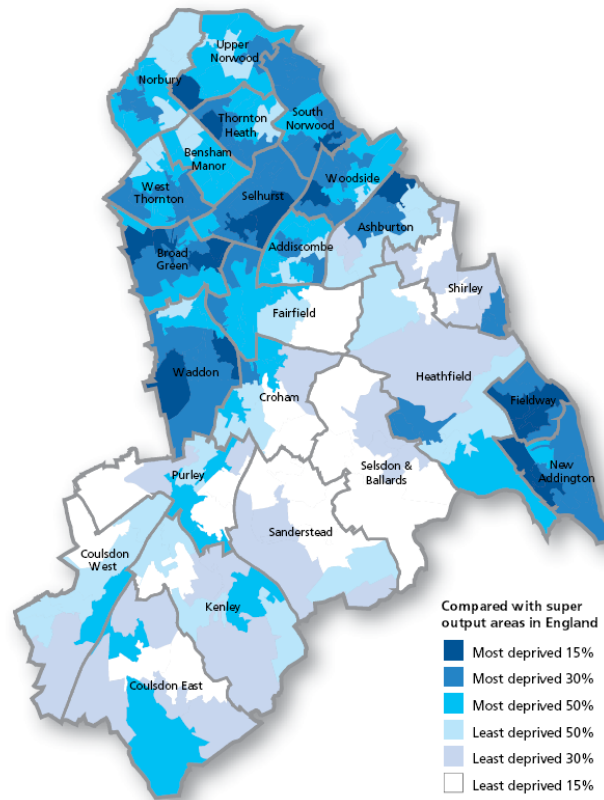 Upper
Norwood
Norbury
Thornton
Heath
South
Norwood
Bensham
Manor
Woodside
West
Thornton
Selhurst
Ashburton
Addiscombe
Broad
Green
Shirley
Fairfield
Waddon
Heathfield
Croham
Fieldway
Purley
Selsdon &
Ballards
New
Addington
Sanderstead
Coulsdon
West
Kenley
Coulsdon East
Compared with super
output areas in England
Most deprived 15%
Most deprived 30%
Most deprived 50%
Least deprived 50%
Least deprived 30%
Least deprived 15%